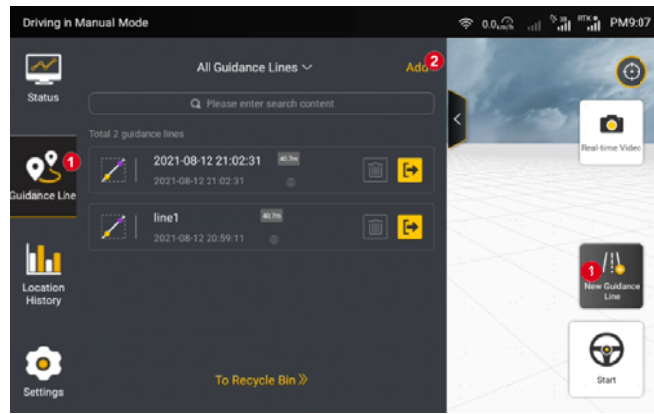 Driving in Manual Mode
0.0 km/h
38
RTK
PM9:07
Status
All Guidance Lines
Add
2
Please enter search content
Total 2 guidance lines
1
Guidance Line
2021-08-12 21:02:31
40.7m
2021-08-12 21:02:31
line1
40.7m
2021-08-12 20:59:11
Real-time Video
Location
History
1
New Guidance
Line
Settings
To Recycle Bin
Start